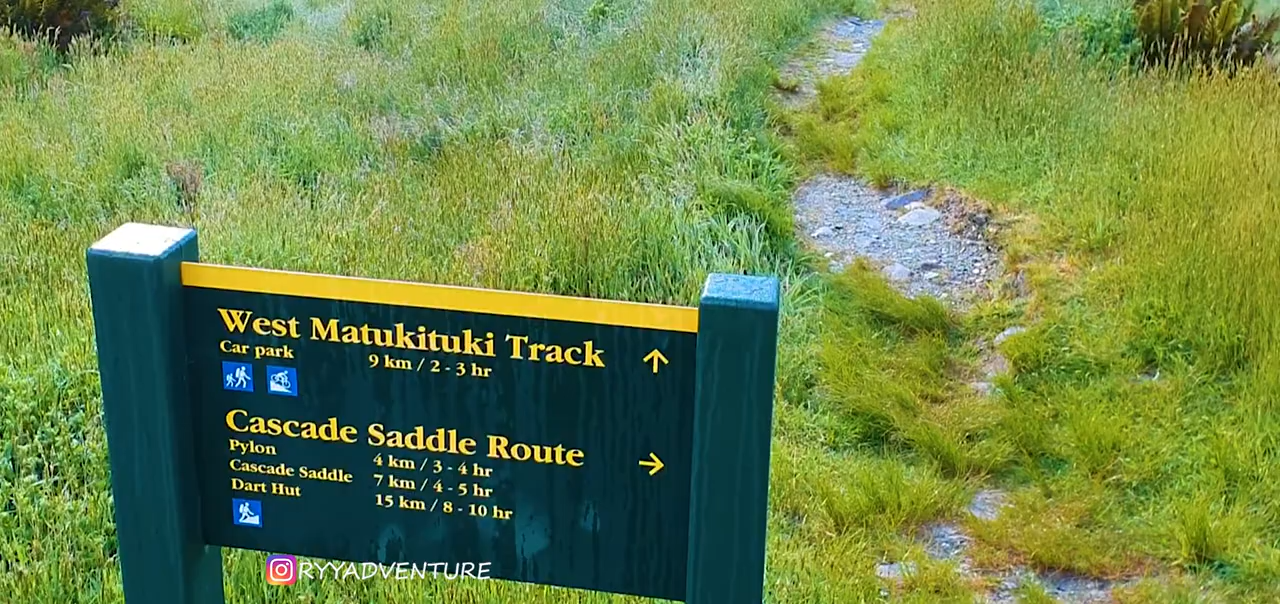 West Matukituki Track
Car park 9 km / 2 - 3 hr
Cascade Saddle Route
Pylon 4 km / 3 - 4 hr
Cascade Saddle 7 km / 4 - 5 hr
Dart Hut 15 km / 8 - 10 hr
RYYADVENTURE